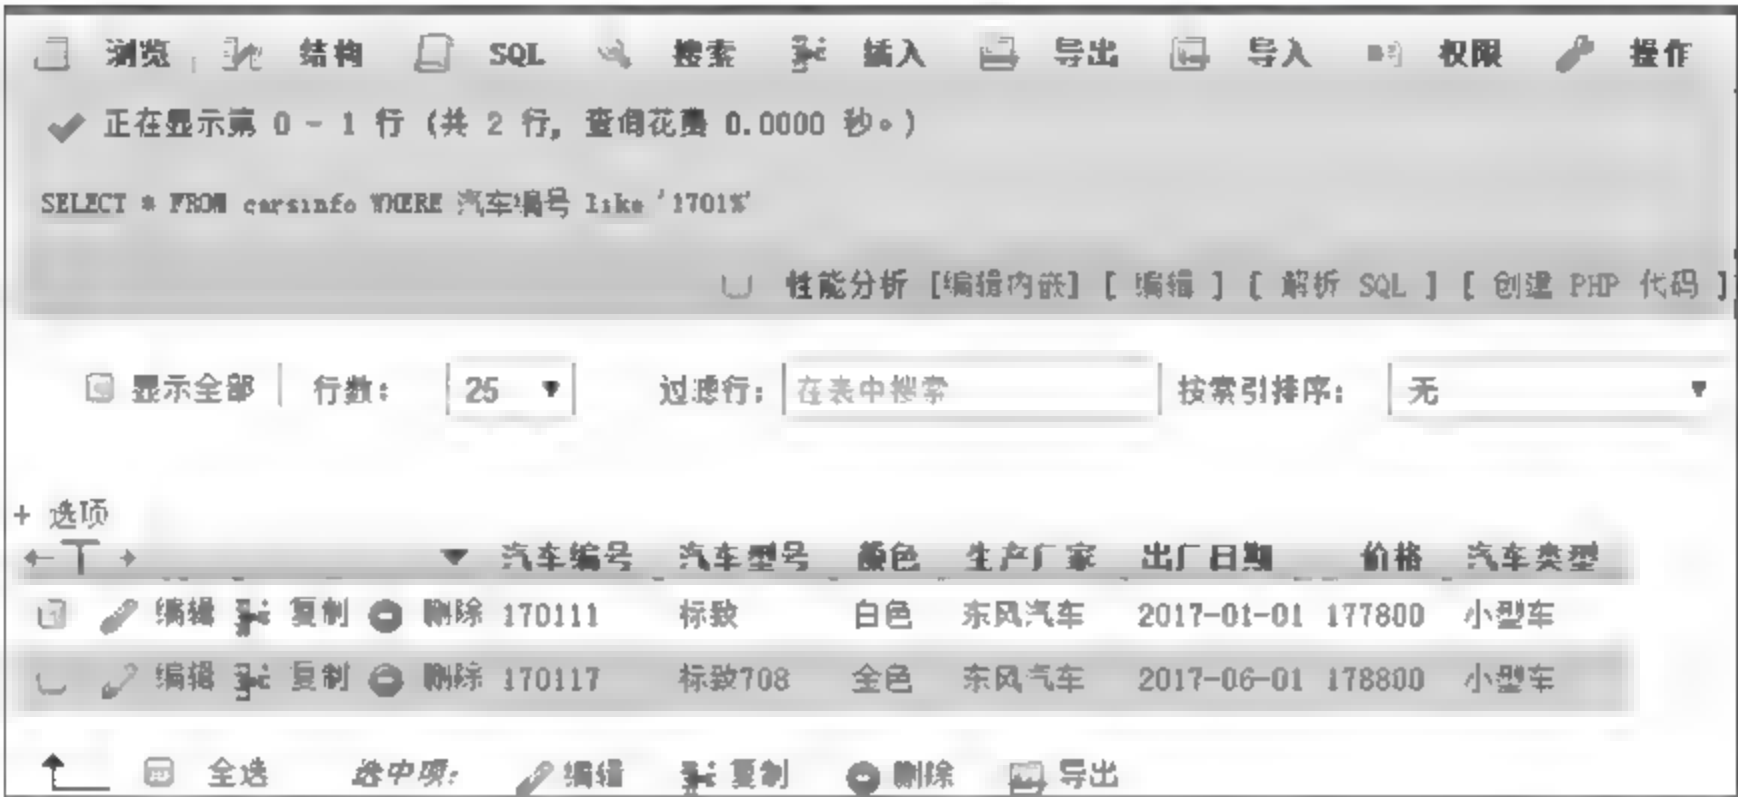 浏览 结构 SQL 搜索 插入 导出 导入 权限 操作
正在显示第 0 - 1 行 (共 2 行, 查询花费 0.0000 秒。)
SELECT * FROM carsinfo WHERE 汽车编号 like '1701%'
性能分析 [编辑内嵌] [ 编辑 ] [ 解析 SQL ] [ 创建 PHP 代码 ]
显示全部 行数: 25 过滤行: 在表中搜索 按索引排序: 无
+ 选项
←T→ 汽车编号 汽车型号 颜色 生产厂家 出厂日期 价格 汽车类型
编辑 复制 删除 170111 标致 白色 东风汽车 2017-01-01 177800 小型车
编辑 复制 删除 170117 标致708 金色 东风汽车 2017-06-01 178800 小型车
全选 选中项: 编辑 复制 删除 导出